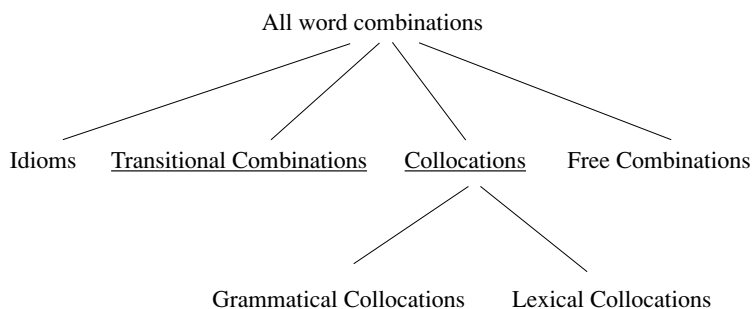 All word combinations
Idioms Transitional Combinations Collocations Free Combinations
Grammatical Collocations Lexical Collocations